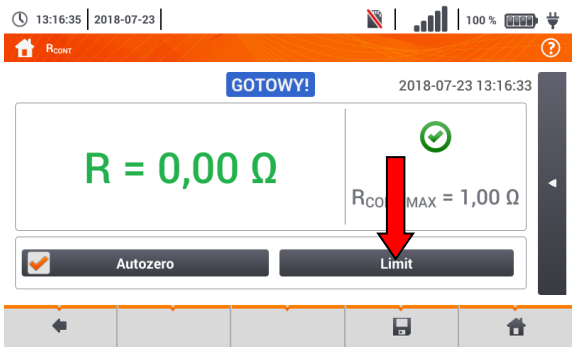 13:16:35 2018-07-23 100 %
RCONT
GOTOWY! 2018-07-23 13:16:33
R = 0,00 Ω
MAX = 1,00 Ω
Autozero Limit